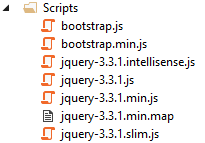 Scripts
bootstrap.js
bootstrap.min.js
jquery-3.3.1.intellisense.js
jquery-3.3.1.js
jquery-3.3.1.min.js
jquery-3.3.1.min.map
jquery-3.3.1.slim.js